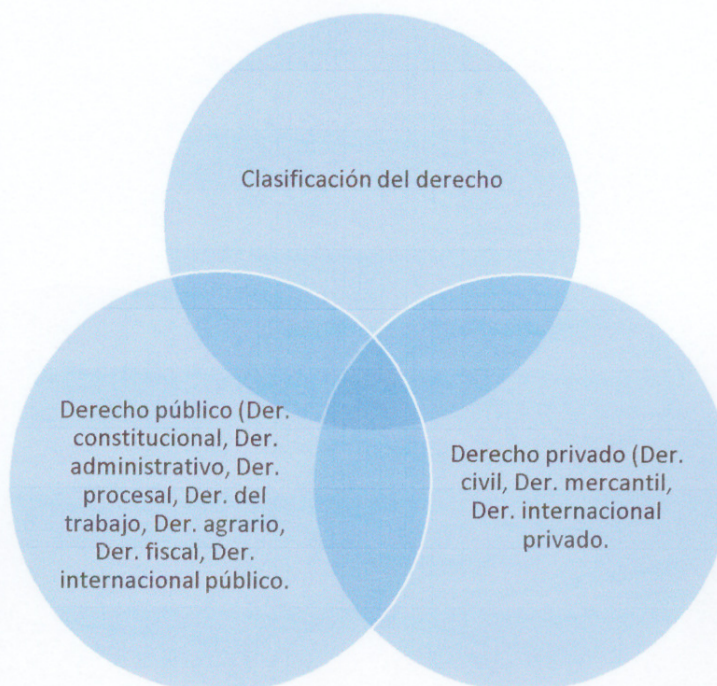 Clasificación del derecho
Derecho público (Der.
constitucional, Der.
administrativo, Der.
procesal, Der. del
trabajo, Der. agrario,
Der. fiscal, Der.
internacional público.
Derecho privado (Der.
civil, Der. mercantil,
Der. internacional
privado.